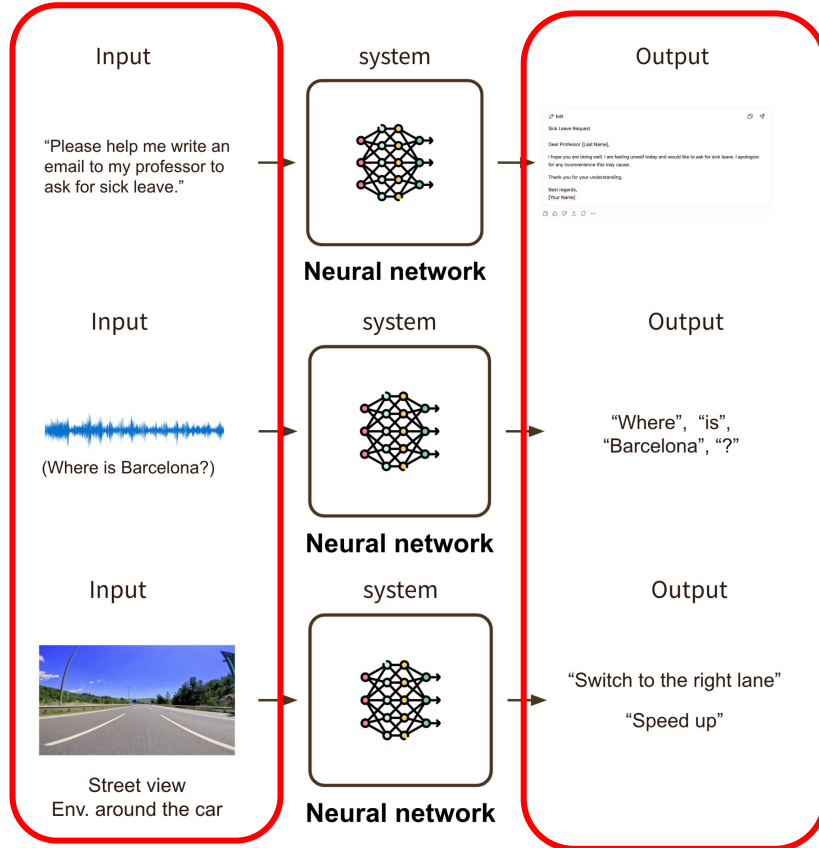 Input
system
Output
“Please help me write an
email to my professor to
ask for sick leave.”
Edit
Sick Leave Request
Dear Professor [Last Name],
I hope you are doing well. I am feeling unwell today and would like to ask for sick leave. I apologize
for any inconvenience this may cause.
Thank you for your understanding.
Best regards,
[Your Name]
Neural network
Input
system
Output
(Where is Barcelona?)
“Where”, “is”,
“Barcelona”, “?”
Neural network
Input
system
Output
Street view
Env. around the car
“Switch to the right lane”
“Speed up”
Neural network